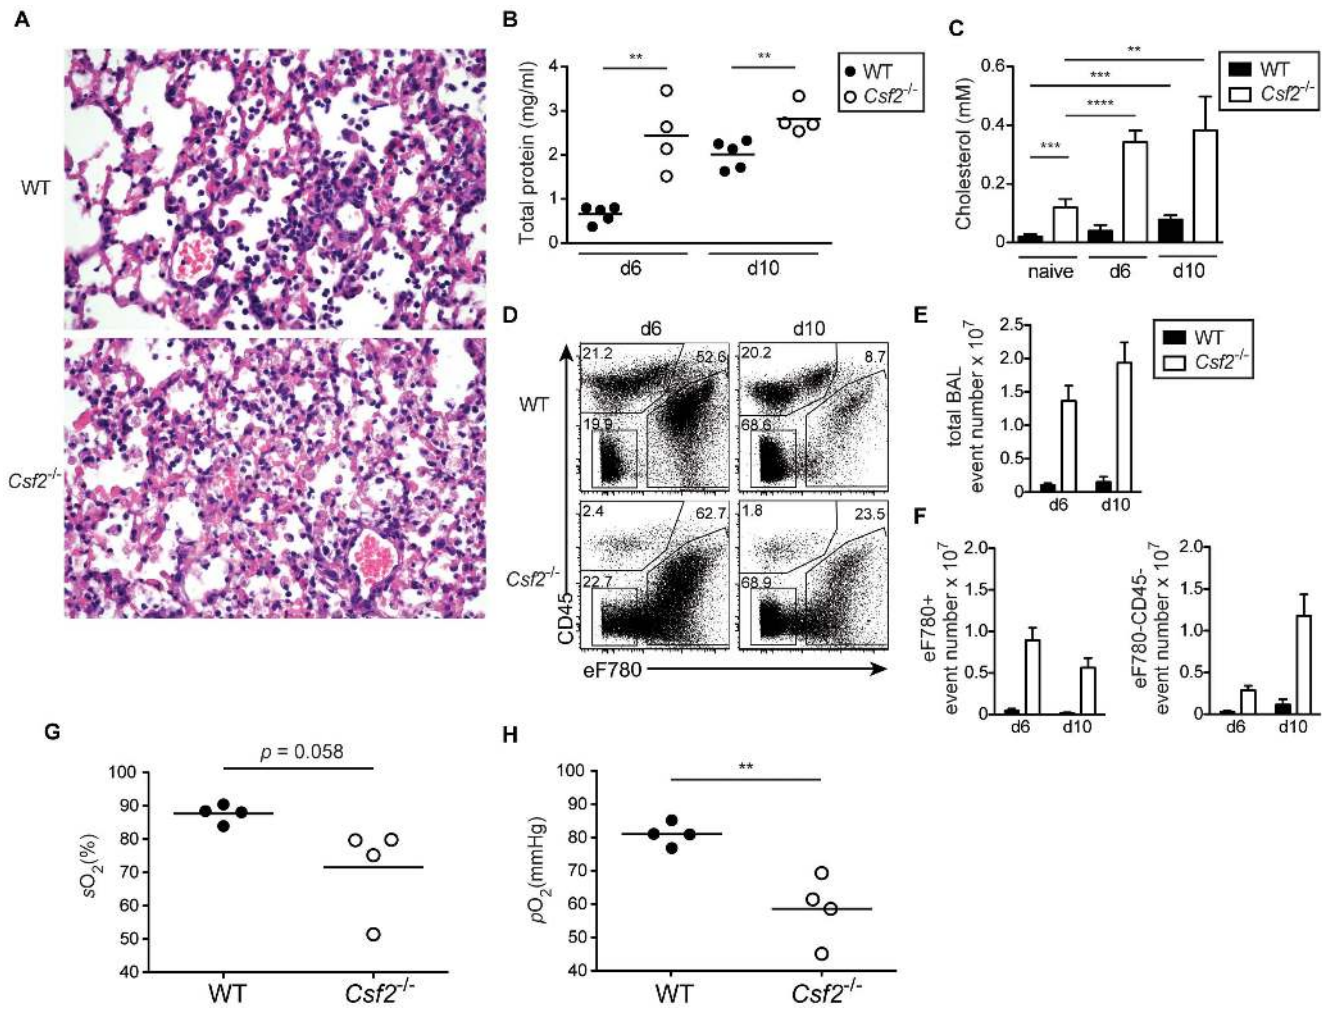 A
WT
Csf2-/-
B
Total protein (mg/ml)
4
3
2
1
0
**
**
d6
d10
WT
Csf2-/-
C
Cholesterol (mM)
0.6
0.4
0.2
0
**
***
****
***
naive
d6
d10
WT
Csf2-/-
D
d6
d10
WT
21.2
52.6
19.9
20.2
8.7
68.6
Csf2-/-
2.4
62.7
22.7
1.8
23.5
68.9
CD45
eF780
E
total BAL
event number x 10^7
2.5
2.0
1.5
1.0
0.5
0
d6
d10
WT
Csf2-/-
F
eF780+
event number x 10^7
2.0
1.5
1.0
0.5
0
d6
d10
eF780-CD45-
event number x 10^7
2.0
1.5
1.0
0.5
0
d6
d10
G
p = 0.058
sO2(%)
100
90
80
70
60
50
40
WT
Csf2-/-
H
**
pO2(mmHg)
100
90
80
70
60
50
40
WT
Csf2-/-